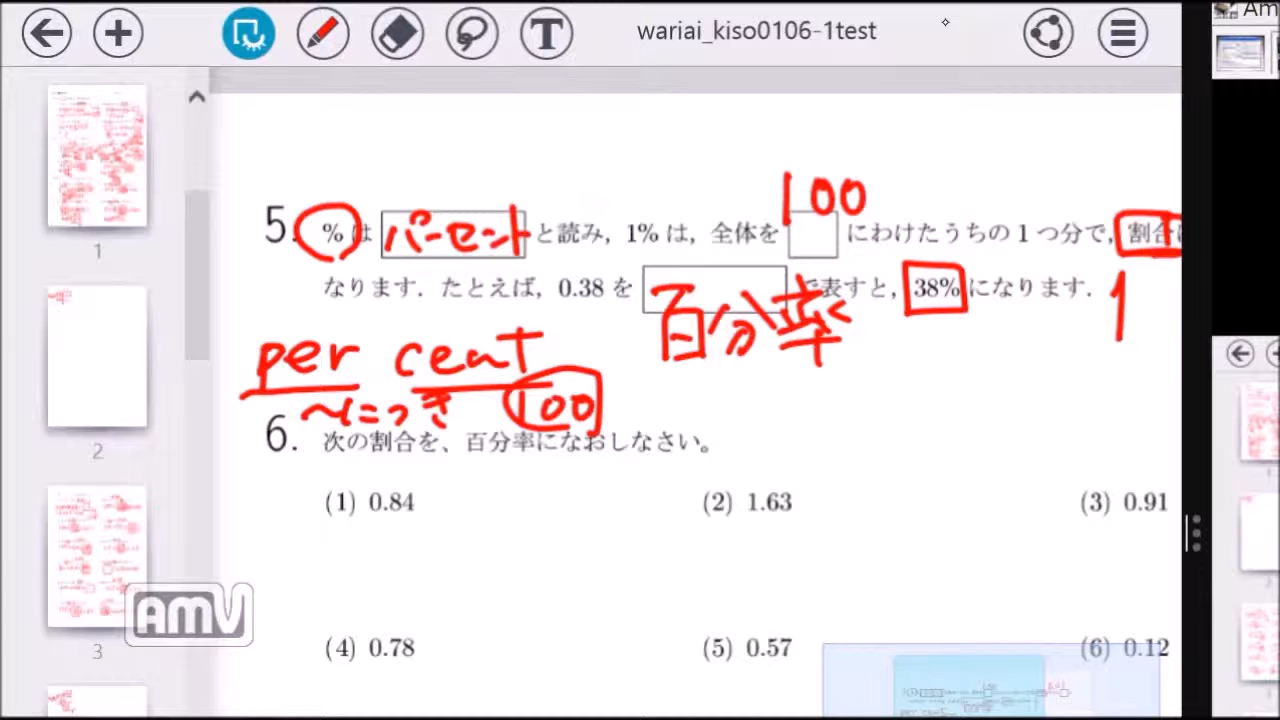 wariai_kiso0106-1test
Am
100
5. %は パーセント と読み，1%は，全体を にわけたうちの1つ分で，割合
なります．たとえば，0.38を 百分率 で表すと，38%になります．
per cent
〜につき 100
6. 次の割合を、百分率になおしなさい。
(1) 0.84 (2) 1.63 (3) 0.91
(4) 0.78 (5) 0.57 (6) 0.12
1
2
3
AMV